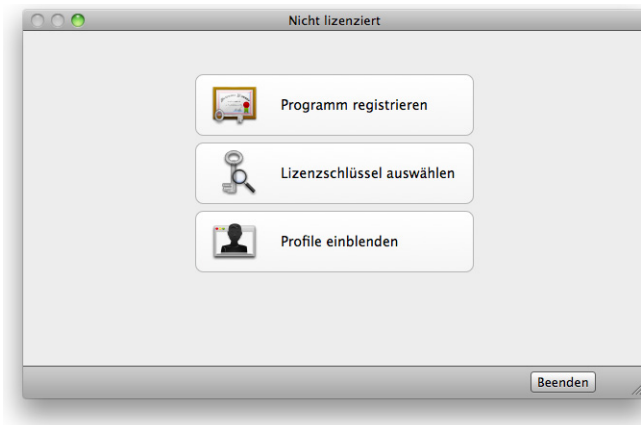 Nicht lizenziert
Programm registrieren
Lizenzschlüssel auswählen
Profile einblenden
Beenden